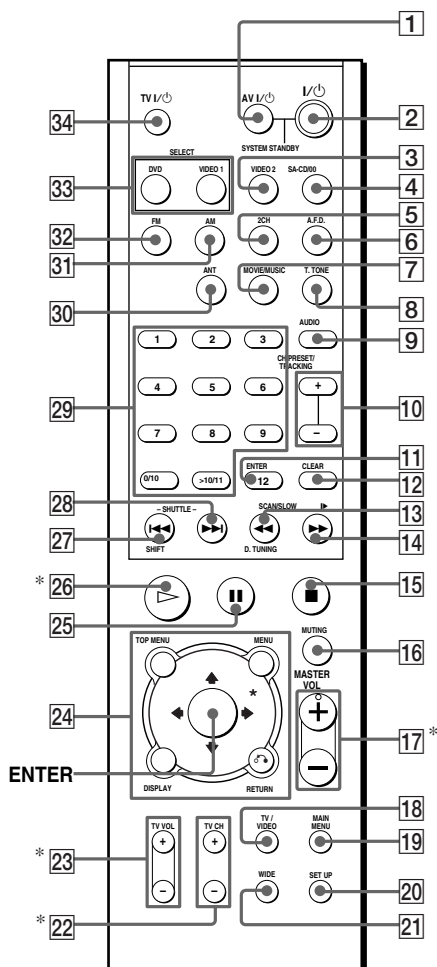 1
TV I/⏻
AV I/⏻
I/⏻
34
2
SYSTEM STANDBY
SELECT
3
DVD
VIDEO 1
VIDEO 2
SA-CD/00
4
33
5
FM
AM
2CH
A.F.D.
32
6
31
7
ANT
MOVIE/MUSIC
T. TONE
30
8
AUDIO
9
1
2
3
CH PRESET/
TRACKING
29
4
5
6
+
10
7
8
9
−
11
ENTER
CLEAR
0/10
>10/11
12
12
28
– SHUTTLE –
SCAN/SLOW
13
27
SHIFT
D. TUNING
14
* 26
15
25
MUTING
16
TOP MENU
MENU
MASTER
VOL
24
*
+
17 *
−
ENTER
DISPLAY
RETURN
18
TV VOL
TV CH
TV /
VIDEO
MAIN
MENU
19
* 23
+
+
WIDE
SET UP
20
−
−
* 22
21